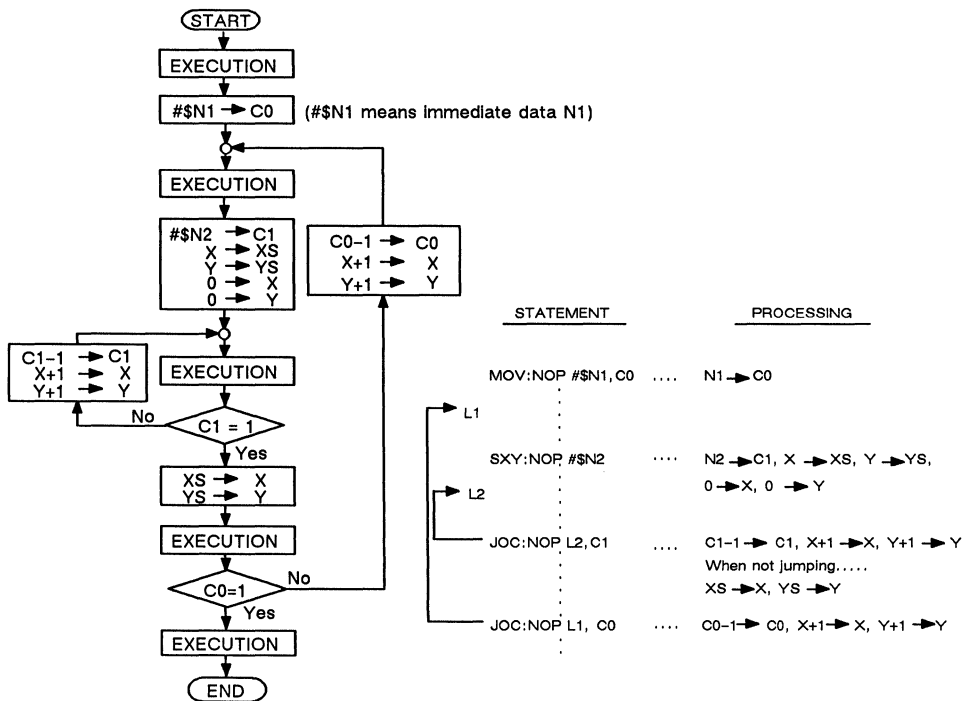 START
EXECUTION
#$N1 → C0 (#$N1 means immediate data N1)
EXECUTION
#$N2 → C1
X → XS
Y → YS
0 → X
0 → Y
C0-1 → C0
X+1 → X
Y+1 → Y
C1-1 → C1
X+1 → X
Y+1 → Y
EXECUTION
No
C1 = 1
Yes
XS → X
YS → Y
EXECUTION
No
C0=1
Yes
EXECUTION
END
STATEMENT PROCESSING
MOV:NOP #$N1, C0 .... N1 → C0
L1
SXY:NOP #$N2 .... N2 → C1, X → XS, Y → YS,
0 → X, 0 → Y
L2
JOC:NOP L2, C1 .... C1-1 → C1, X+1 → X, Y+1 → Y
When not jumping.....
XS → X, YS → Y
JOC:NOP L1, C0 .... C0-1 → C0, X+1 → X, Y+1 → Y